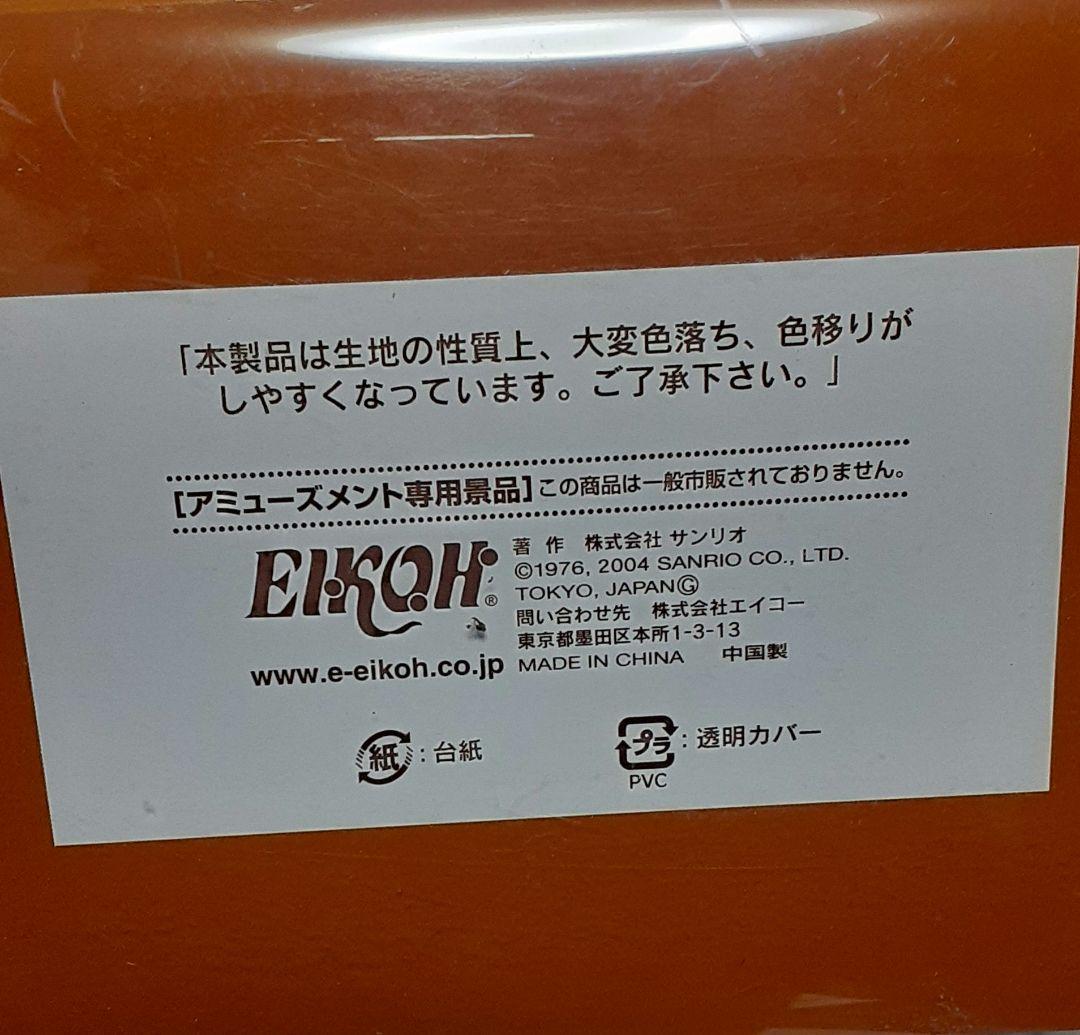 「本製品は生地の性質上、大変色落ち、色移りが
しやすくなっています。ご了承下さい。」
[アミューズメント専用景品]この商品は一般市販されておりません。
EIKOH®
www.e-eikoh.co.jp
著 作 株式会社 サンリオ
©1976, 2004 SANRIO CO., LTD.
TOKYO, JAPANⒼ
問い合わせ先 株式会社エイコー
東京都墨田区本所1-3-13
MADE IN CHINA 中国製
紙:台紙
プラ:透明カバー
PVC